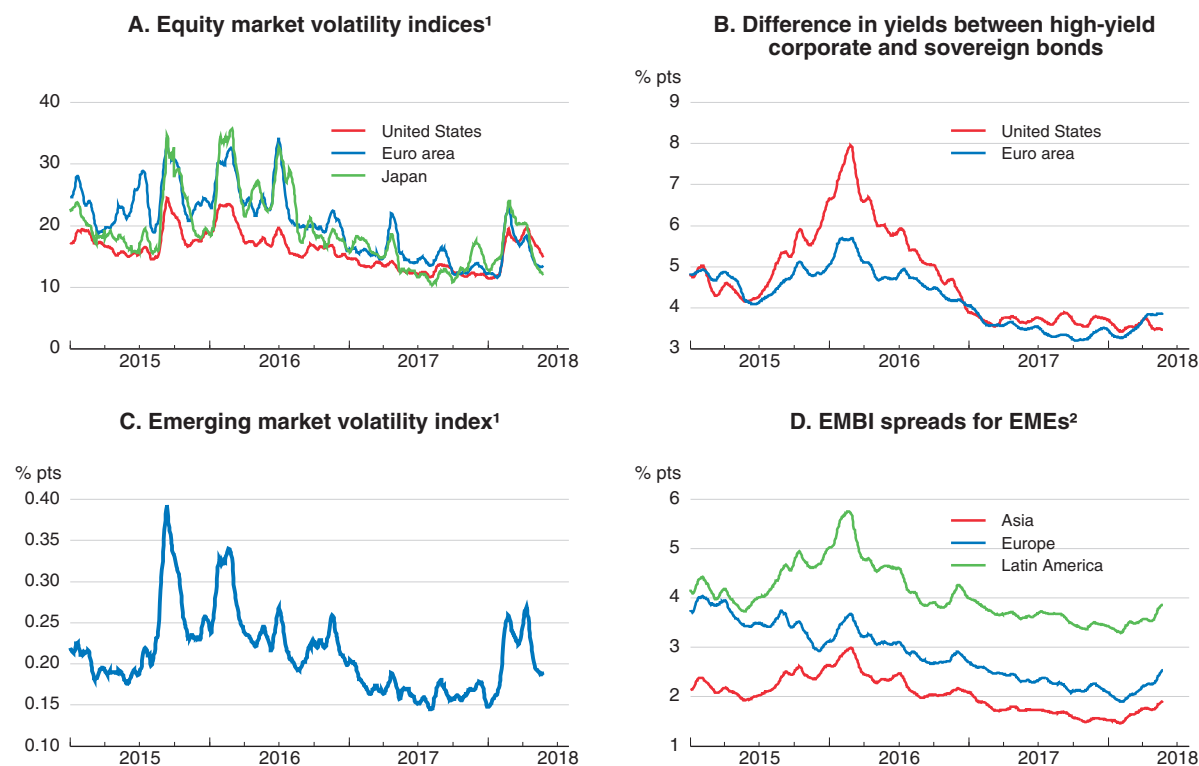 A. Equity market volatility indices¹
40
30
20
10
0
United States
Euro area
Japan
2015
2016
2017
2018
B. Difference in yields between high-yield
corporate and sovereign bonds
% pts
9
8
7
6
5
4
3
United States
Euro area
2015
2016
2017
2018
C. Emerging market volatility index¹
% pts
0.40
0.35
0.30
0.25
0.20
0.15
0.10
2015
2016
2017
2018
D. EMBI spreads for EMEs²
% pts
6
5
4
3
2
1
Asia
Europe
Latin America
2015
2016
2017
2018